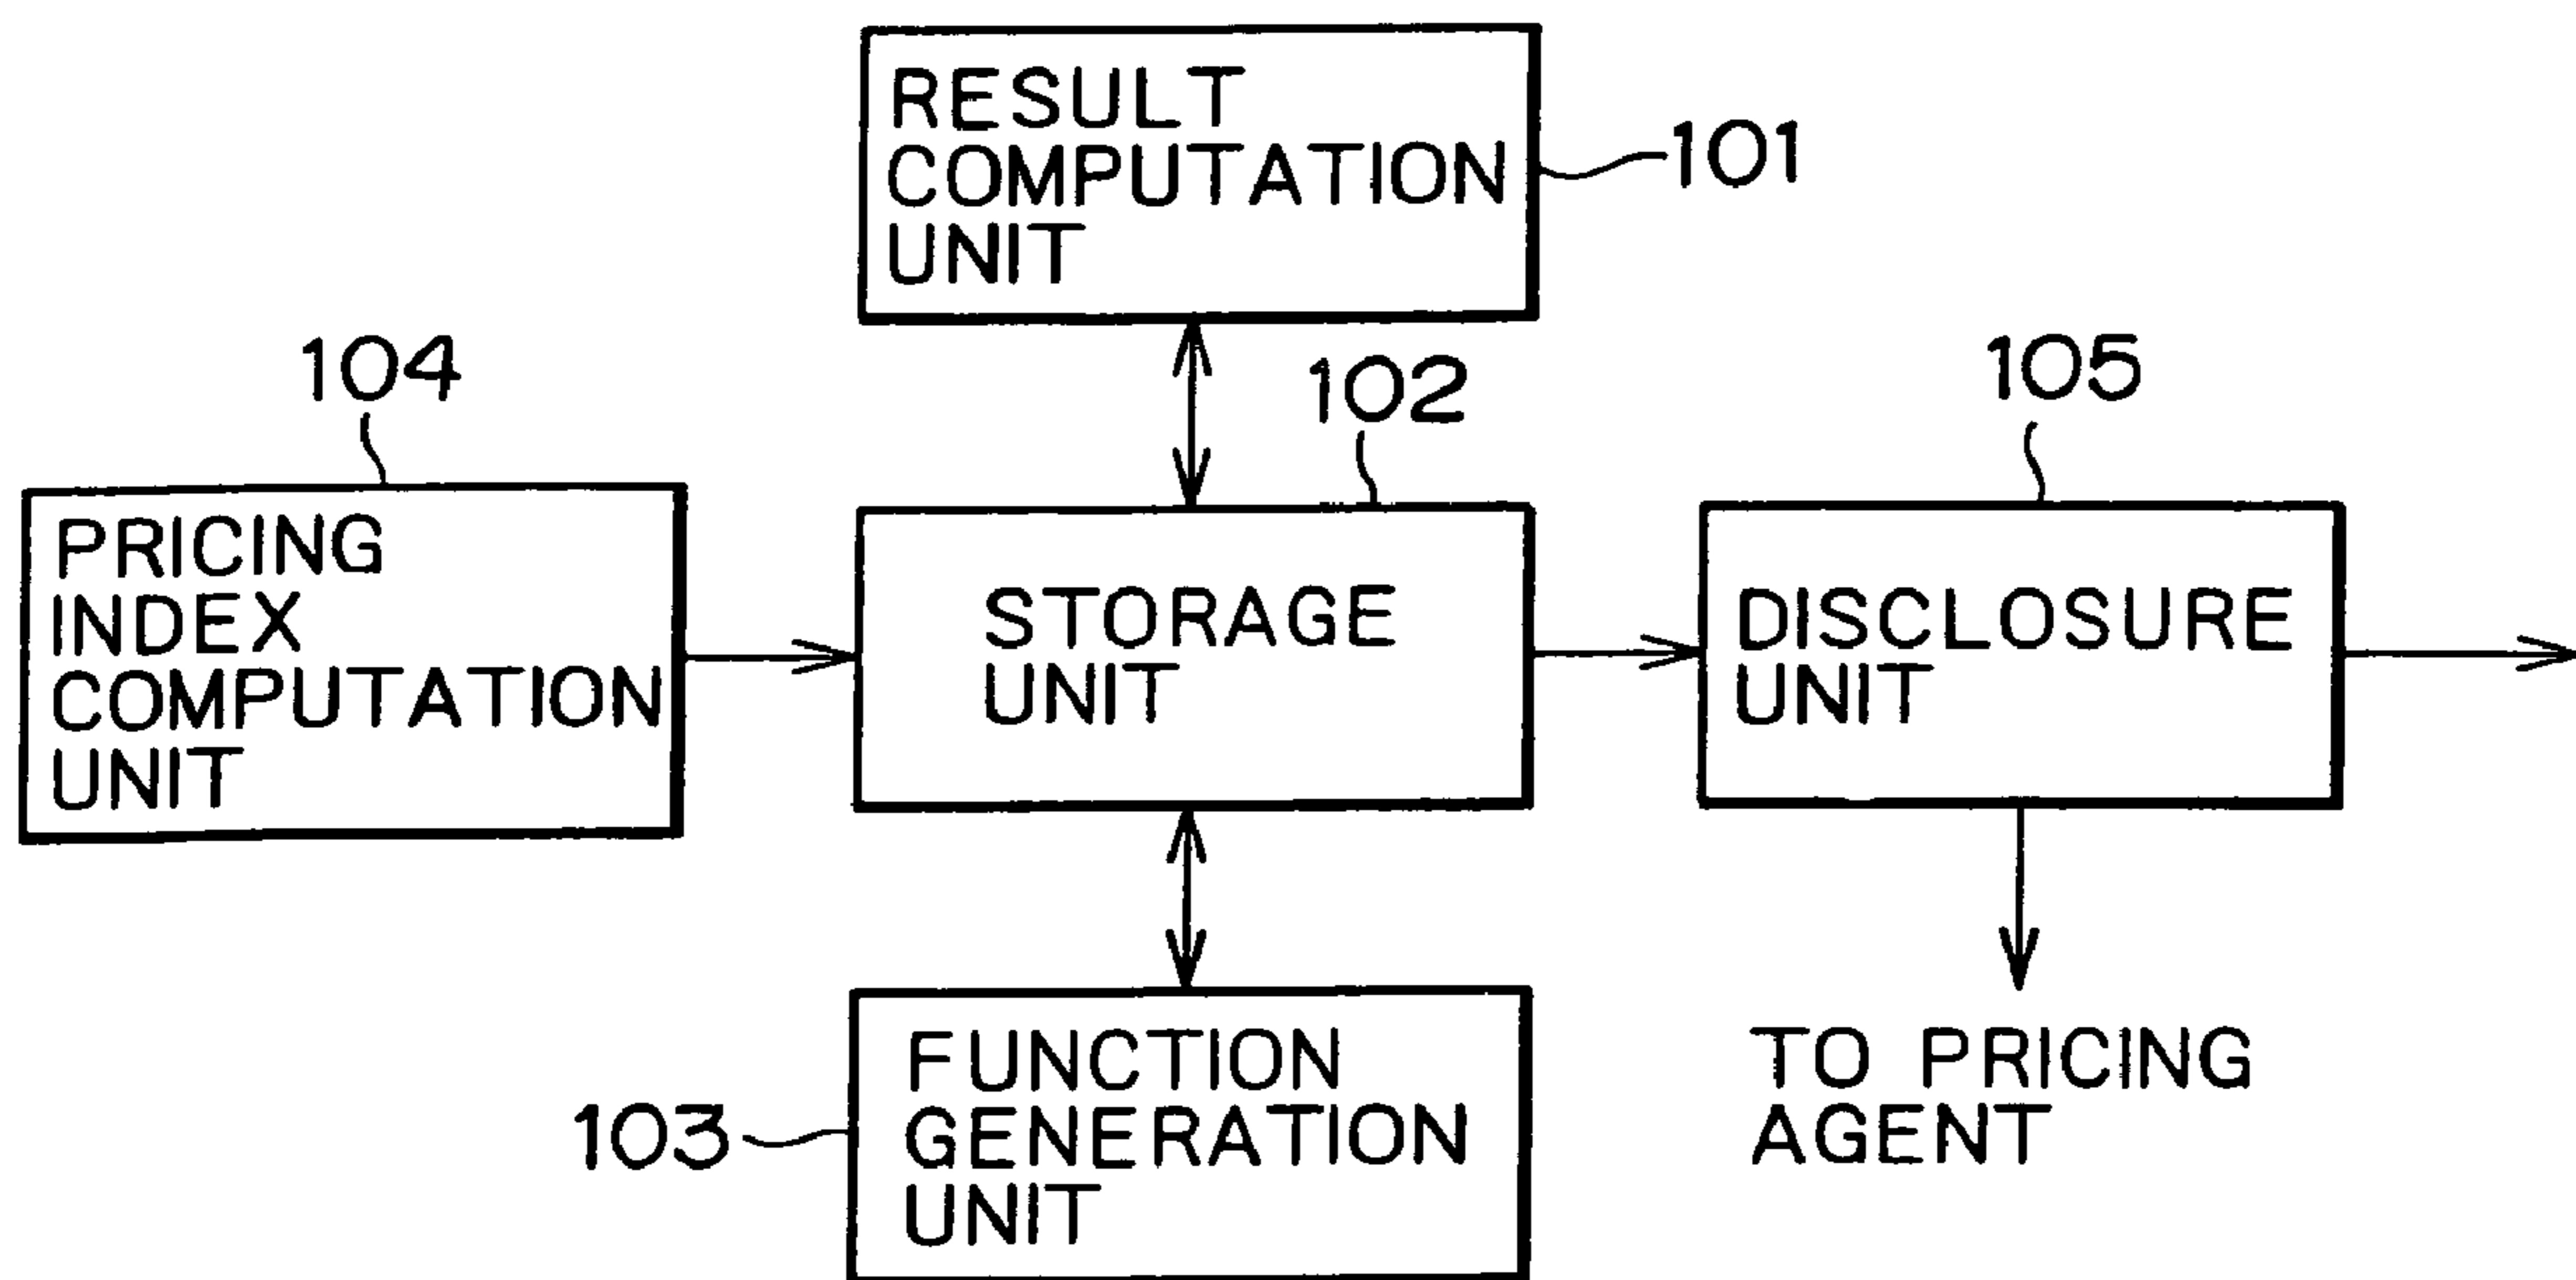 RESULT
COMPUTATION
UNIT
101
104
PRICING
INDEX
COMPUTATION
UNIT
102
STORAGE
UNIT
105
DISCLOSURE
UNIT
103
FUNCTION
GENERATION
UNIT
TO PRICING
AGENT